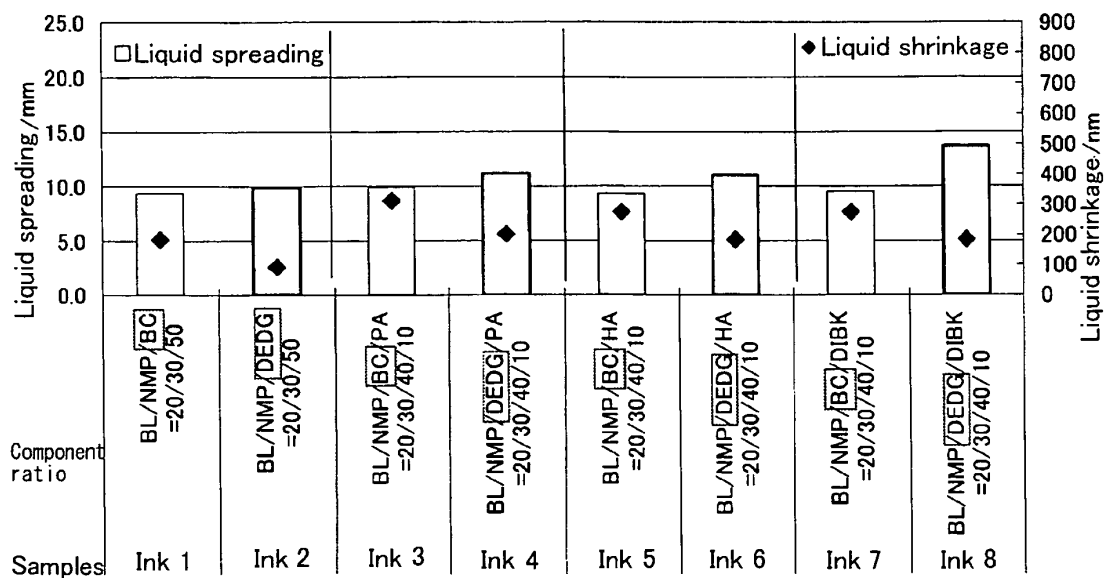 25.0
20.0
15.0
10.0
5.0
0.0
Liquid spreading/mm
Liquid spreading
Liquid shrinkage
900
800
700
600
500
400
300
200
100
0
Liquid shrinkage/nm
Component
ratio
BL/NMP/BC
=20/30/50
BL/NMP/DEDG
=20/30/50
BL/NMP/BC/PA
=20/30/40/10
BL/NMP/DEDG/PA
=20/30/40/10
BL/NMP/BC/HA
=20/30/40/10
BL/NMP/DEDG/HA
=20/30/40/10
BL/NMP/BC/DIBK
=20/30/40/10
BL/NMP/DEDG/DIBK
=20/30/40/10
Samples Ink 1 Ink 2 Ink 3 Ink 4 Ink 5 Ink 6 Ink 7 Ink 8